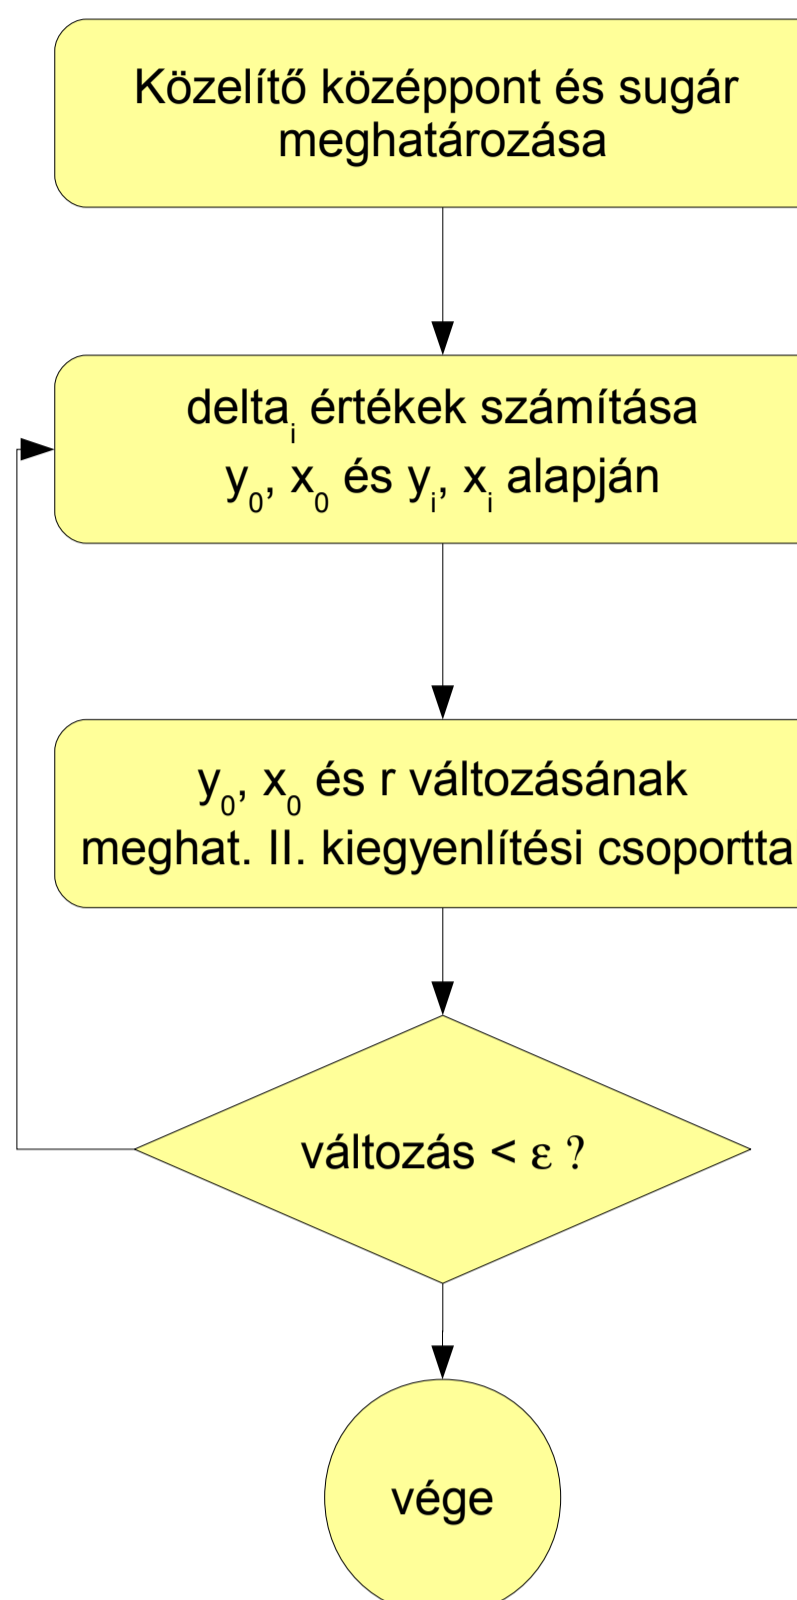 Közelítő középpont és sugár
meghatározása
delta_i értékek számítása
y_0, x_0 és y_i, x_i alapján
y_0, x_0 és r változásának
meghat. II. kiegyenlítési csoportta
változás < ε ?
vége